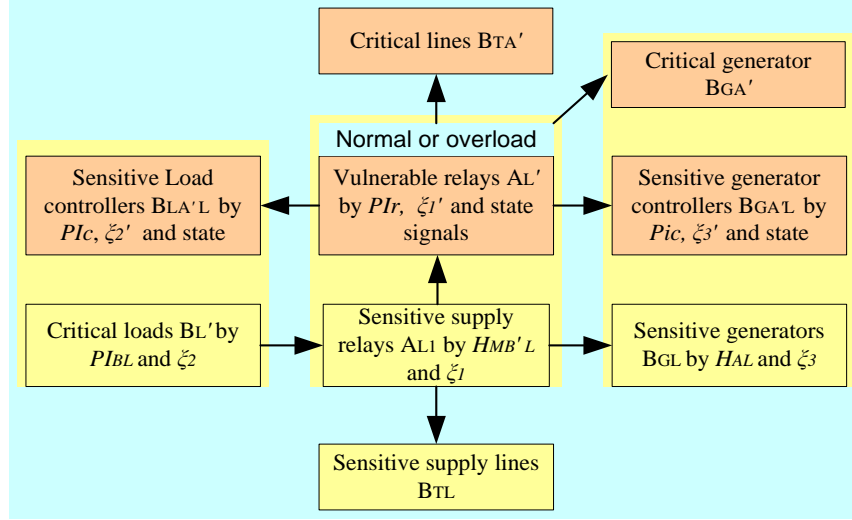 Critical lines BTA′
Critical generator
BGA′
Normal or overload
Sensitive Load
controllers BLA'L by
PIc, ξ2′ and state
Vulnerable relays AL′
by PIr, ξ1′ and state
signals
Sensitive generator
controllers BGA'L by
Pic, ξ3′ and state
Critical loads BL′ by
PIBL and ξ2
Sensitive supply
relays AL1 by HMB′ L
and ξ1
Sensitive generators
BGL by HAL and ξ3
Sensitive supply lines
BTL